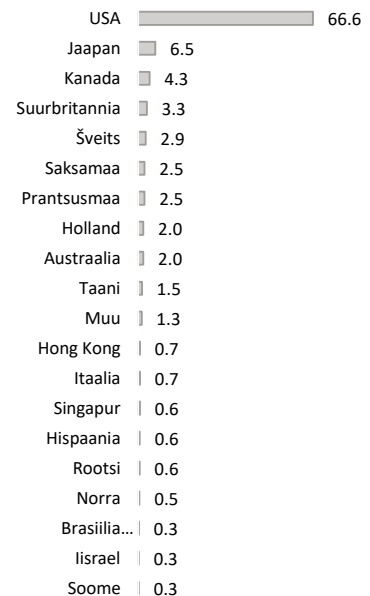 USA 66.6
Jaapan 6.5
Kanada 4.3
Suurbritannia 3.3
Šveits 2.9
Saksamaa 2.5
Prantsusmaa 2.5
Holland 2.0
Austraalia 2.0
Taani 1.5
Muu 1.3
Hong Kong 0.7
Itaalia 0.7
Singapur 0.6
Hispaania 0.6
Rootsi 0.6
Norra 0.5
Brasiilia... 0.3
Iisrael 0.3
Soome 0.3